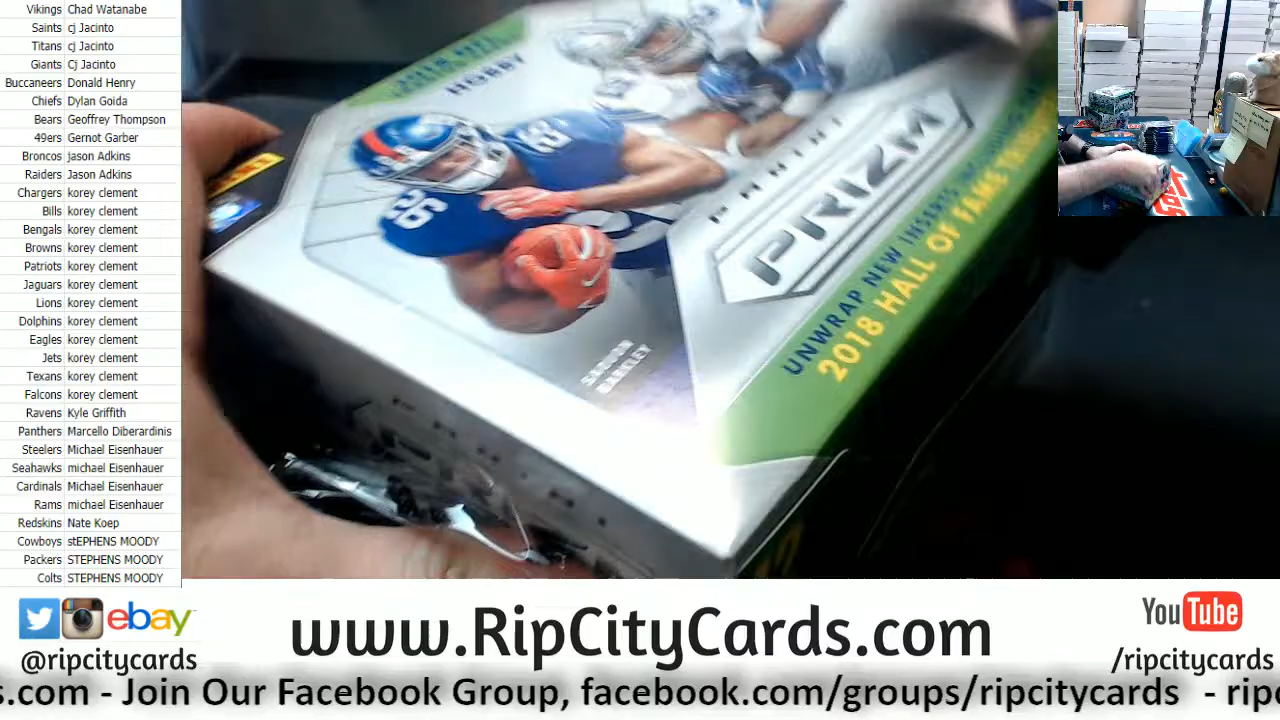 Vikings Chad Watanabe
Saints cj Jacinto
Titans cj Jacinto
Giants Cj Jacinto
Buccaneers Donald Henry
Chiefs Dylan Goida
Bears Geoffrey Thompson
49ers Gernot Garber
Broncos jason Adkins
Raiders Jason Adkins
Chargers korey clement
Bills korey clement
Bengals korey clement
Browns korey clement
Patriots korey clement
Jaguars korey clement
Lions korey clement
Dolphins korey clement
Eagles korey clement
Jets korey clement
Texans korey clement
Falcons korey clement
Ravens Kyle Griffith
Panthers Marcello Diberardinis
Steelers Michael Eisenhauer
Seahawks michael Eisenhauer
Cardinals Michael Eisenhauer
Rams michael Eisenhauer
Redskins Nate Koep
Cowboys stEPHENS MOODY
Packers STEPHENS MOODY
Colts STEPHENS MOODY
HOBBY
26
PANINI
PRIZM
SAQUON
BARKLEY
UNWRAP NEW INSERTS
2018 HALL OF FAME
ebay
@ripcitycards
www.RipCityCards.com
YouTube
/ripcitycards
s.com - Join Our Facebook Group, facebook.com/groups/ripcitycards - ripc